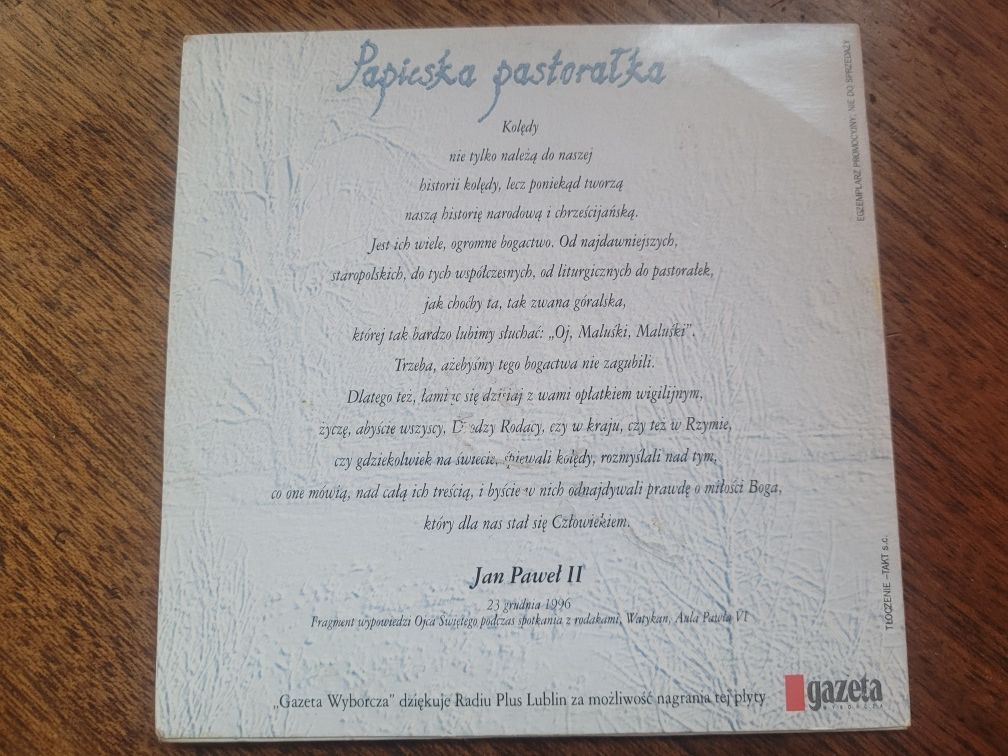 Papieska pastorałka
Kolędy
nie tylko należą do naszej
historii kolędy, lecz poniekąd tworzą
naszą historię narodową i chrześcijańską.
Jest ich wiele, ogromne bogactwo. Od najdawniejszych,
staropolskich, do tych współczesnych, od liturgicznych do pastorałek,
jak choćby ta, tak zwana góralska,
której tak bardzo lubimy słuchać: „Oj, Maluśki, Maluśki”.
Trzeba, ażebyśmy tego bogactwa nie zagubili.
Dlatego też, łamiąc się dzisiaj z wami opłatkiem wigilijnym,
życzę, abyście wszyscy, Drodzy Rodacy, czy w kraju, czy też w Rzymie,
czy gdziekolwiek na świecie, śpiewali kolędy, rozmyślali nad tym,
co one mówią, nad całą ich treścią, i byście w nich odnajdywali prawdę o miłości Boga,
który dla nas stał się Człowiekiem.
Jan Paweł II
23 grudnia 1996
Fragment wypowiedzi Ojca Świętego podczas spotkania z rodakami, Watykan, Aula Pawła VI
„Gazeta Wyborcza” dziękuje Radiu Plus Lublin za możliwość nagrania tej płyty
gazeta
WYBORCZA
EGZEMPLARZ PROMOCYJNY, NIE DO SPRZEDAŻY
TŁOCZENIE –TAKT s.c.